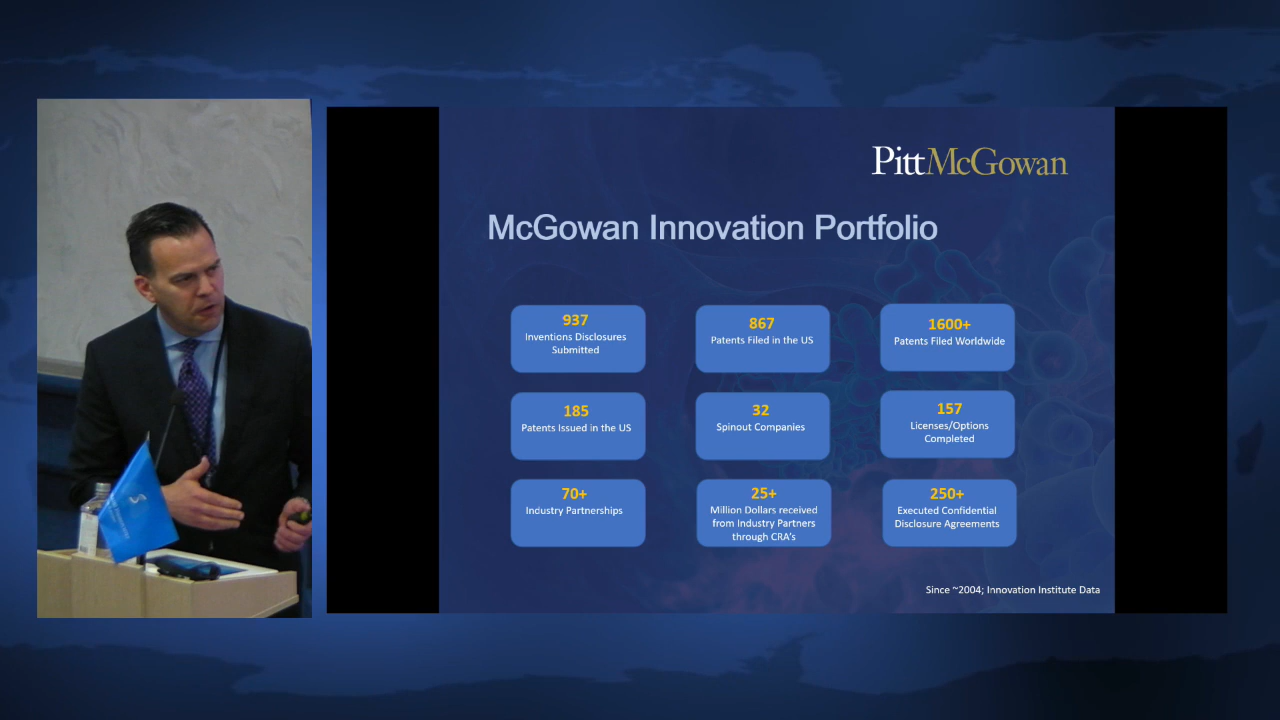 PittMcGowan
McGowan Innovation Portfolio
937
Inventions Disclosures
Submitted
867
Patents Filed in the US
1600+
Patents Filed Worldwide
185
Patents Issued in the US
32
Spinout Companies
157
Licenses/Options
Completed
70+
Industry Partnerships
25+
Million Dollars received
from Industry Partners
through CRA's
250+
Executed Confidential
Disclosure Agreements
Since ~2004; Innovation Institute Data